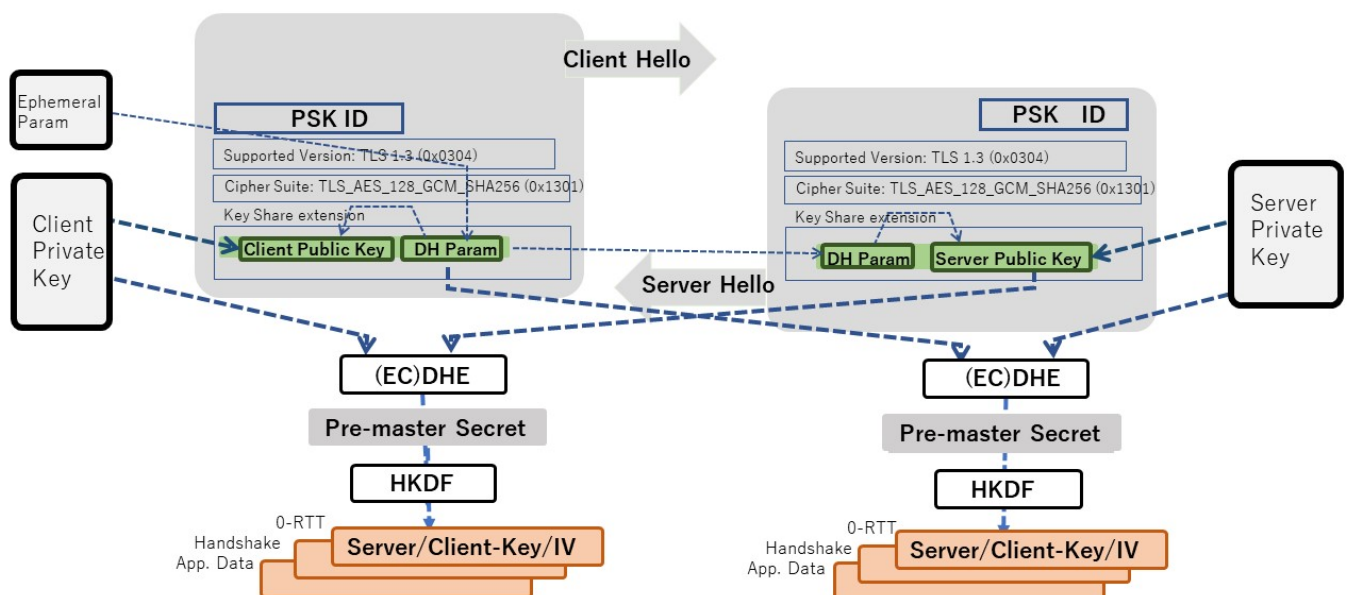 Client Hello
Ephemeral
Param
PSK ID
PSK ID
Supported Version: TLS 1.3 (0x0304)
Supported Version: TLS 1.3 (0x0304)
Cipher Suite: TLS_AES_128_GCM_SHA256 (0x1301)
Cipher Suite: TLS_AES_128_GCM_SHA256 (0x1301)
Client
Private
Key
Server
Private
Key
Key Share extension
Key Share extension
Client Public Key
DH Param
DH Param
Server Public Key
Server Hello
(EC)DHE
(EC)DHE
Pre-master Secret
Pre-master Secret
HKDF
HKDF
0-RTT
0-RTT
Handshake
Server/Client-Key/IV
Handshake
Server/Client-Key/IV
App. Data
App. Data